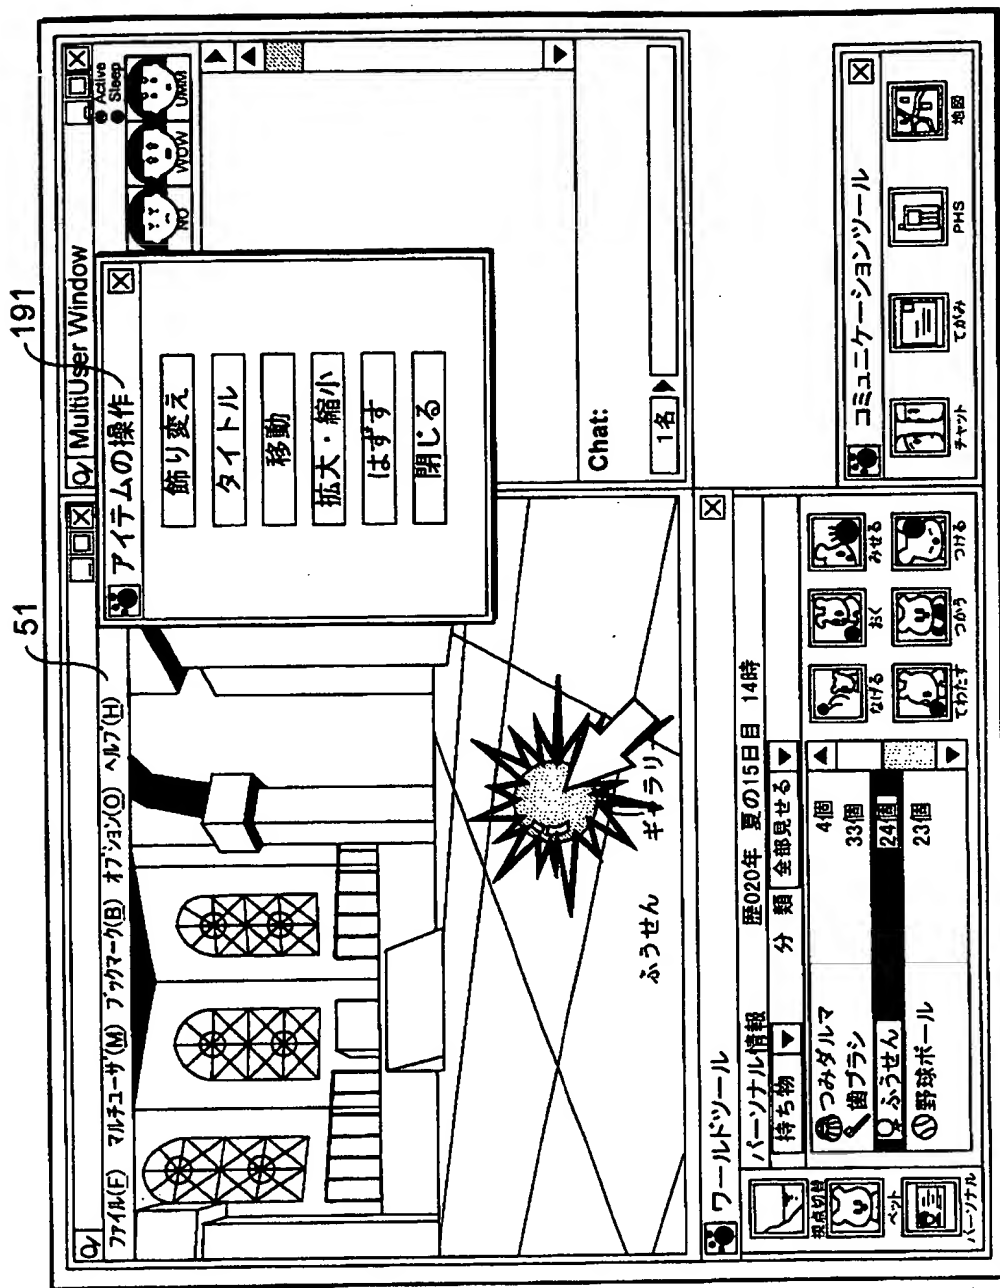 51
191
ファイル(F) マルチユーザ(M) ブックマーク(B) オプション(O) ヘルプ(H)
MultiUser Window
Active
Sleep
NO
WOW
UMM
アイテムの操作
飾り変え
タイトル
移動
拡大・縮小
はずす
閉じる
ふうせん
Chat:
1名
ワールドツール
パーソナル情報 歴020年 夏の15日目 14時
持ち物 分 類 全部見せる
視点切替
ペット
パーソナル
つみダルマ 4個
歯ブラシ 33個
ふうせん 24個
野球ボール 23個
なげる
おく
みせる
てわたす
つかう
つける
コミュニケーションツール
チャット
てがみ
PHS
地図